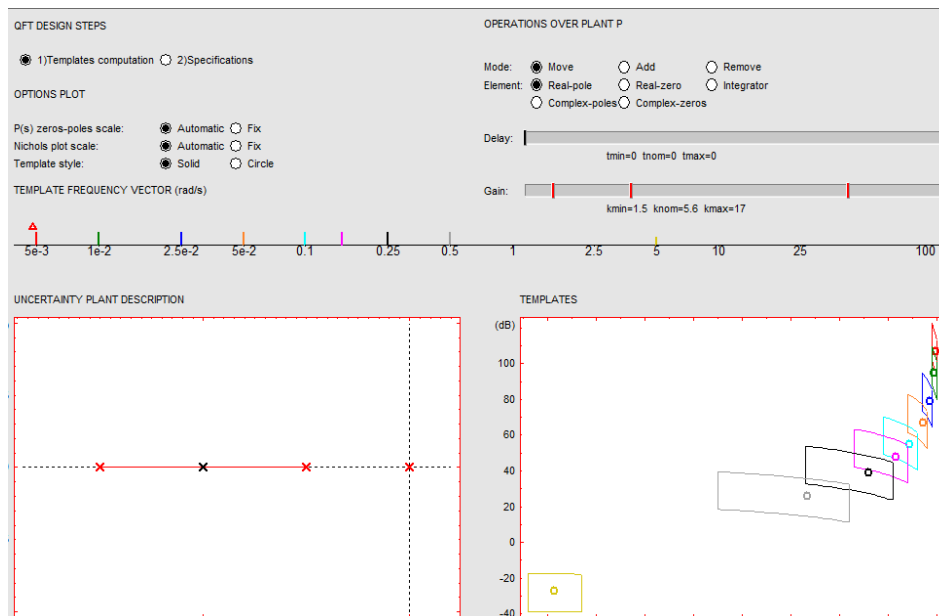 QFT DESIGN STEPS
1)Templates computation 2)Specifications
OPTIONS PLOT
P(s) zeros-poles scale: Automatic Fix
Nichols plot scale: Automatic Fix
Template style: Solid Circle
OPERATIONS OVER PLANT P
Mode: Move Add Remove
Element: Real-pole Real-zero Integrator
Complex-poles Complex-zeros
Delay:
tmin=0 tnom=0 tmax=0
Gain:
kmin=1.5 knom=5.6 kmax=17
TEMPLATE FREQUENCY VECTOR (rad/s)
5e-3 1e-2 2.5e-2 5e-2 0.1 0.25 0.5 1 2.5 5 10 25 100
UNCERTAINTY PLANT DESCRIPTION
TEMPLATES
(dB)
100
80
60
40
20
0
-20
-40